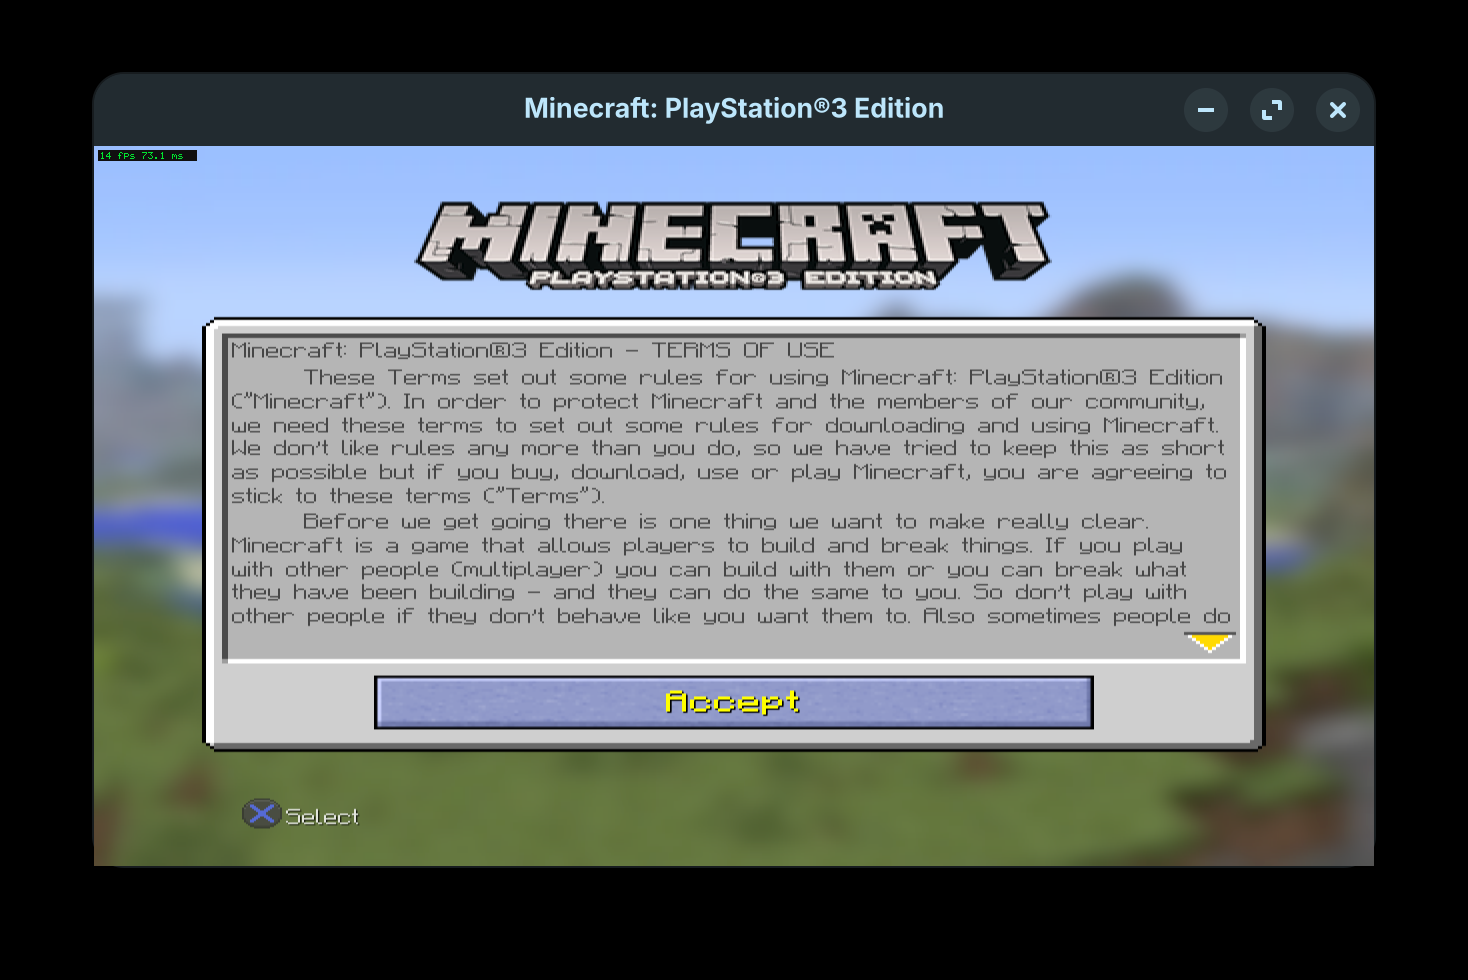 Minecraft: PlayStation®3 Edition
14 fps 73.1 ms
MINECRAFT
PLAYSTATION®3 EDITION
Minecraft: PlayStation®3 Edition – TERMS OF USE
These Terms set out some rules for using Minecraft: PlayStation®3 Edition
("Minecraft"). In order to protect Minecraft and the members of our community,
we need these terms to set out some rules for downloading and using Minecraft.
We don't like rules any more than you do, so we have tried to keep this as short
as possible but if you buy, download, use or play Minecraft, you are agreeing to
stick to these terms ("Terms").
Before we get going there is one thing we want to make really clear.
Minecraft is a game that allows players to build and break things. If you play
with other people (multiplayer) you can build with them or you can break what
they have been building – and they can do the same to you. So don't play with
other people if they don't behave like you want them to. Also sometimes people do
Accept
Select